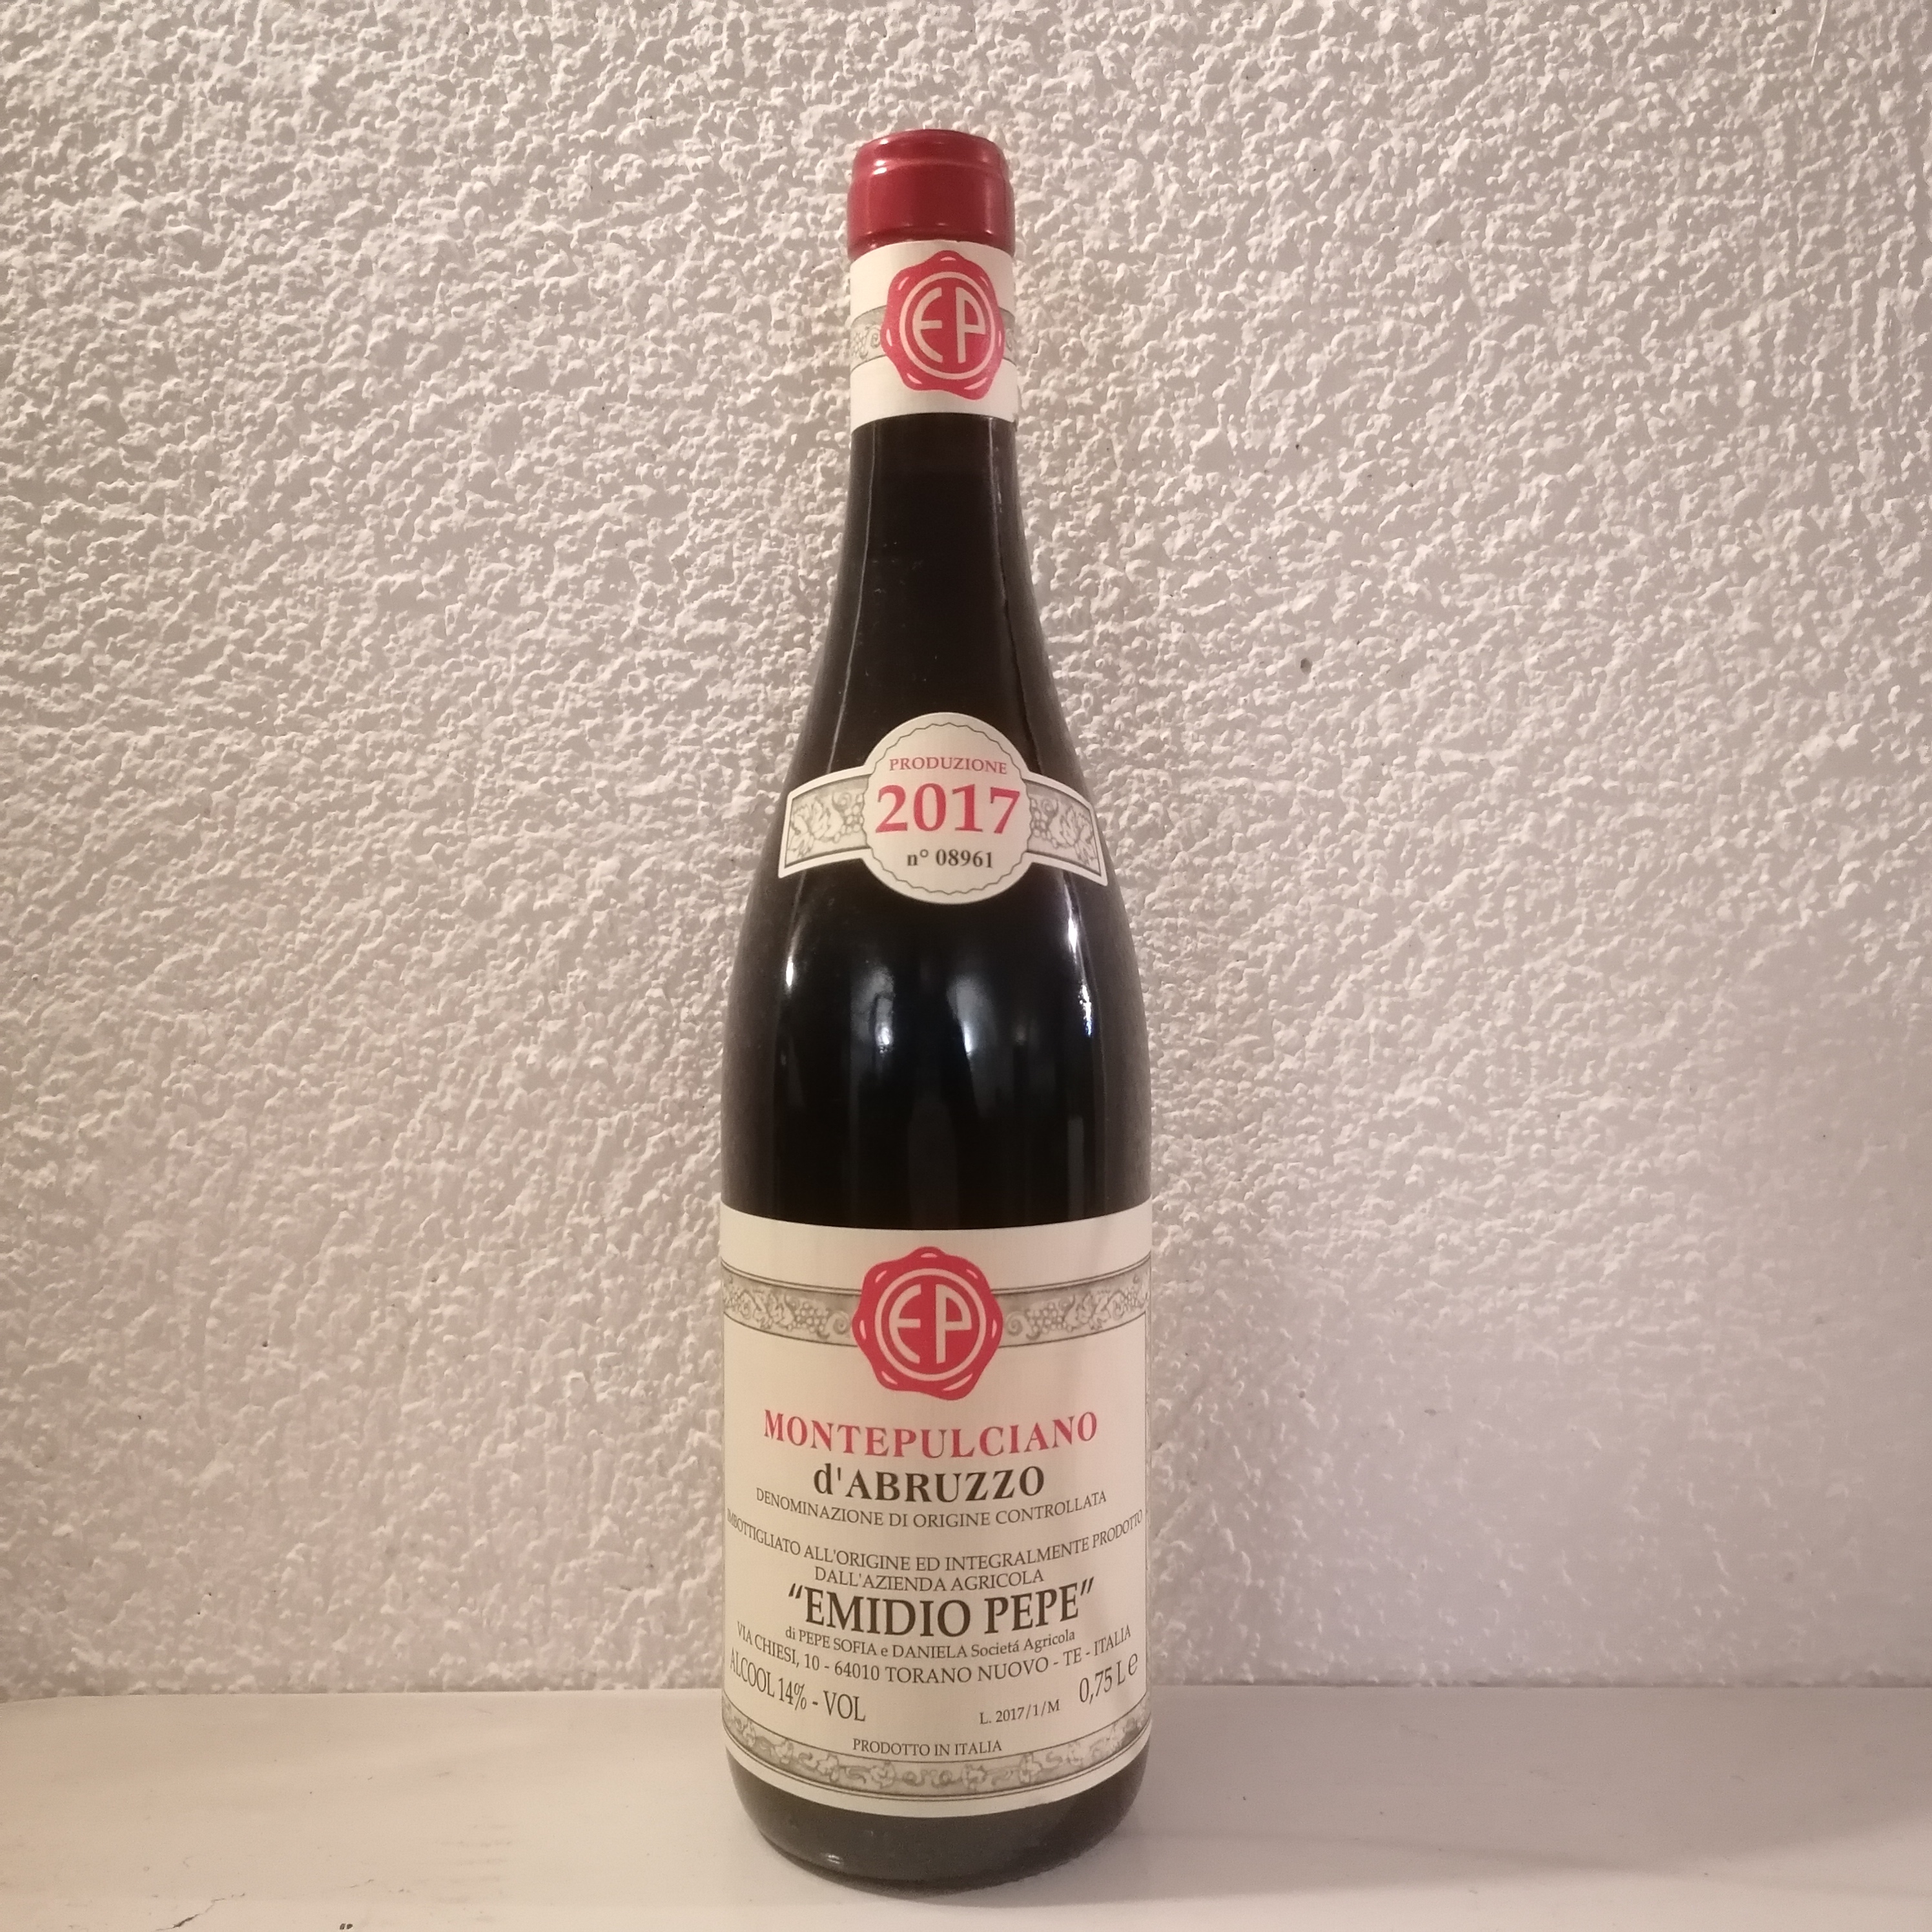 EP
PRODUZIONE
2017
n° 08961
EP
MONTEPULCIANO
d'ABRUZZO
DENOMINAZIONE DI ORIGINE CONTROLLATA
IMBOTTIGLIATO ALL'ORIGINE ED INTEGRALMENTE PRODOTTO
DALL'AZIENDA AGRICOLA
“EMIDIO PEPE”
di PEPE SOFIA e DANIELA Societá Agricola
VIA CHIESI, 10 - 64010 TORANO NUOVO - TE - ITALIA
ALCOOL 14% - VOL L. 2017/1/M 0,75 L e
PRODOTTO IN ITALIA